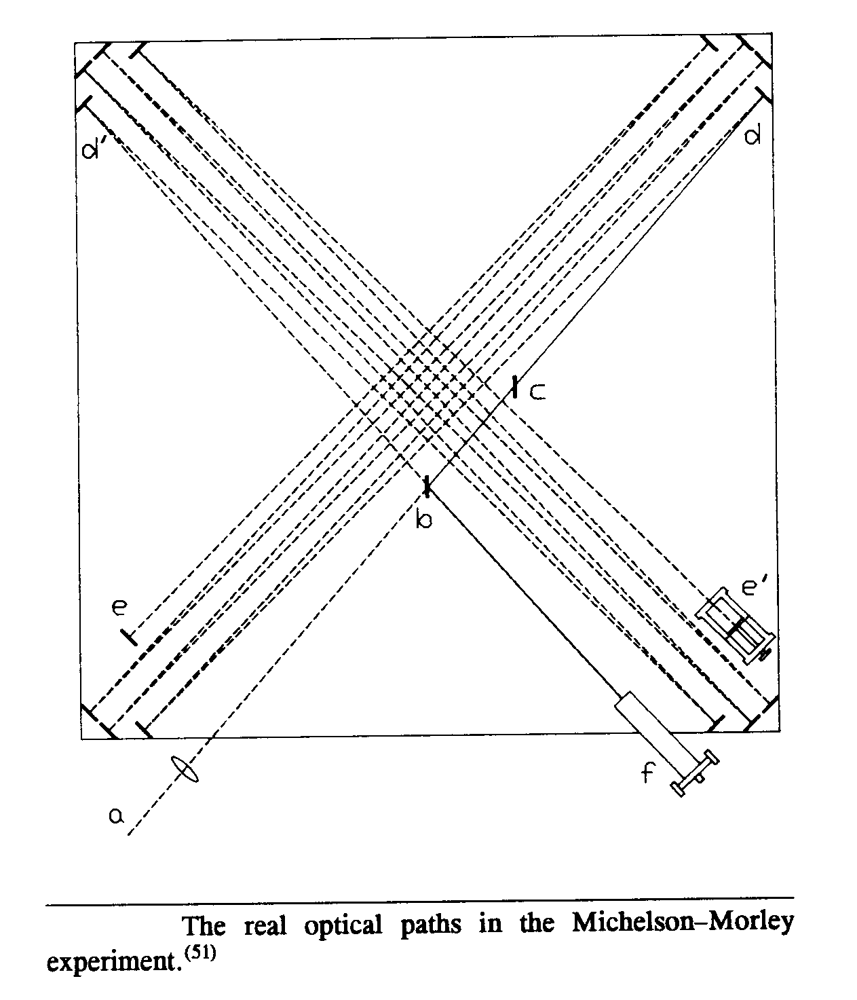 d′
d
c
b
e
e′
f
a
The real optical paths in the Michelson–Morley
experiment.(51)